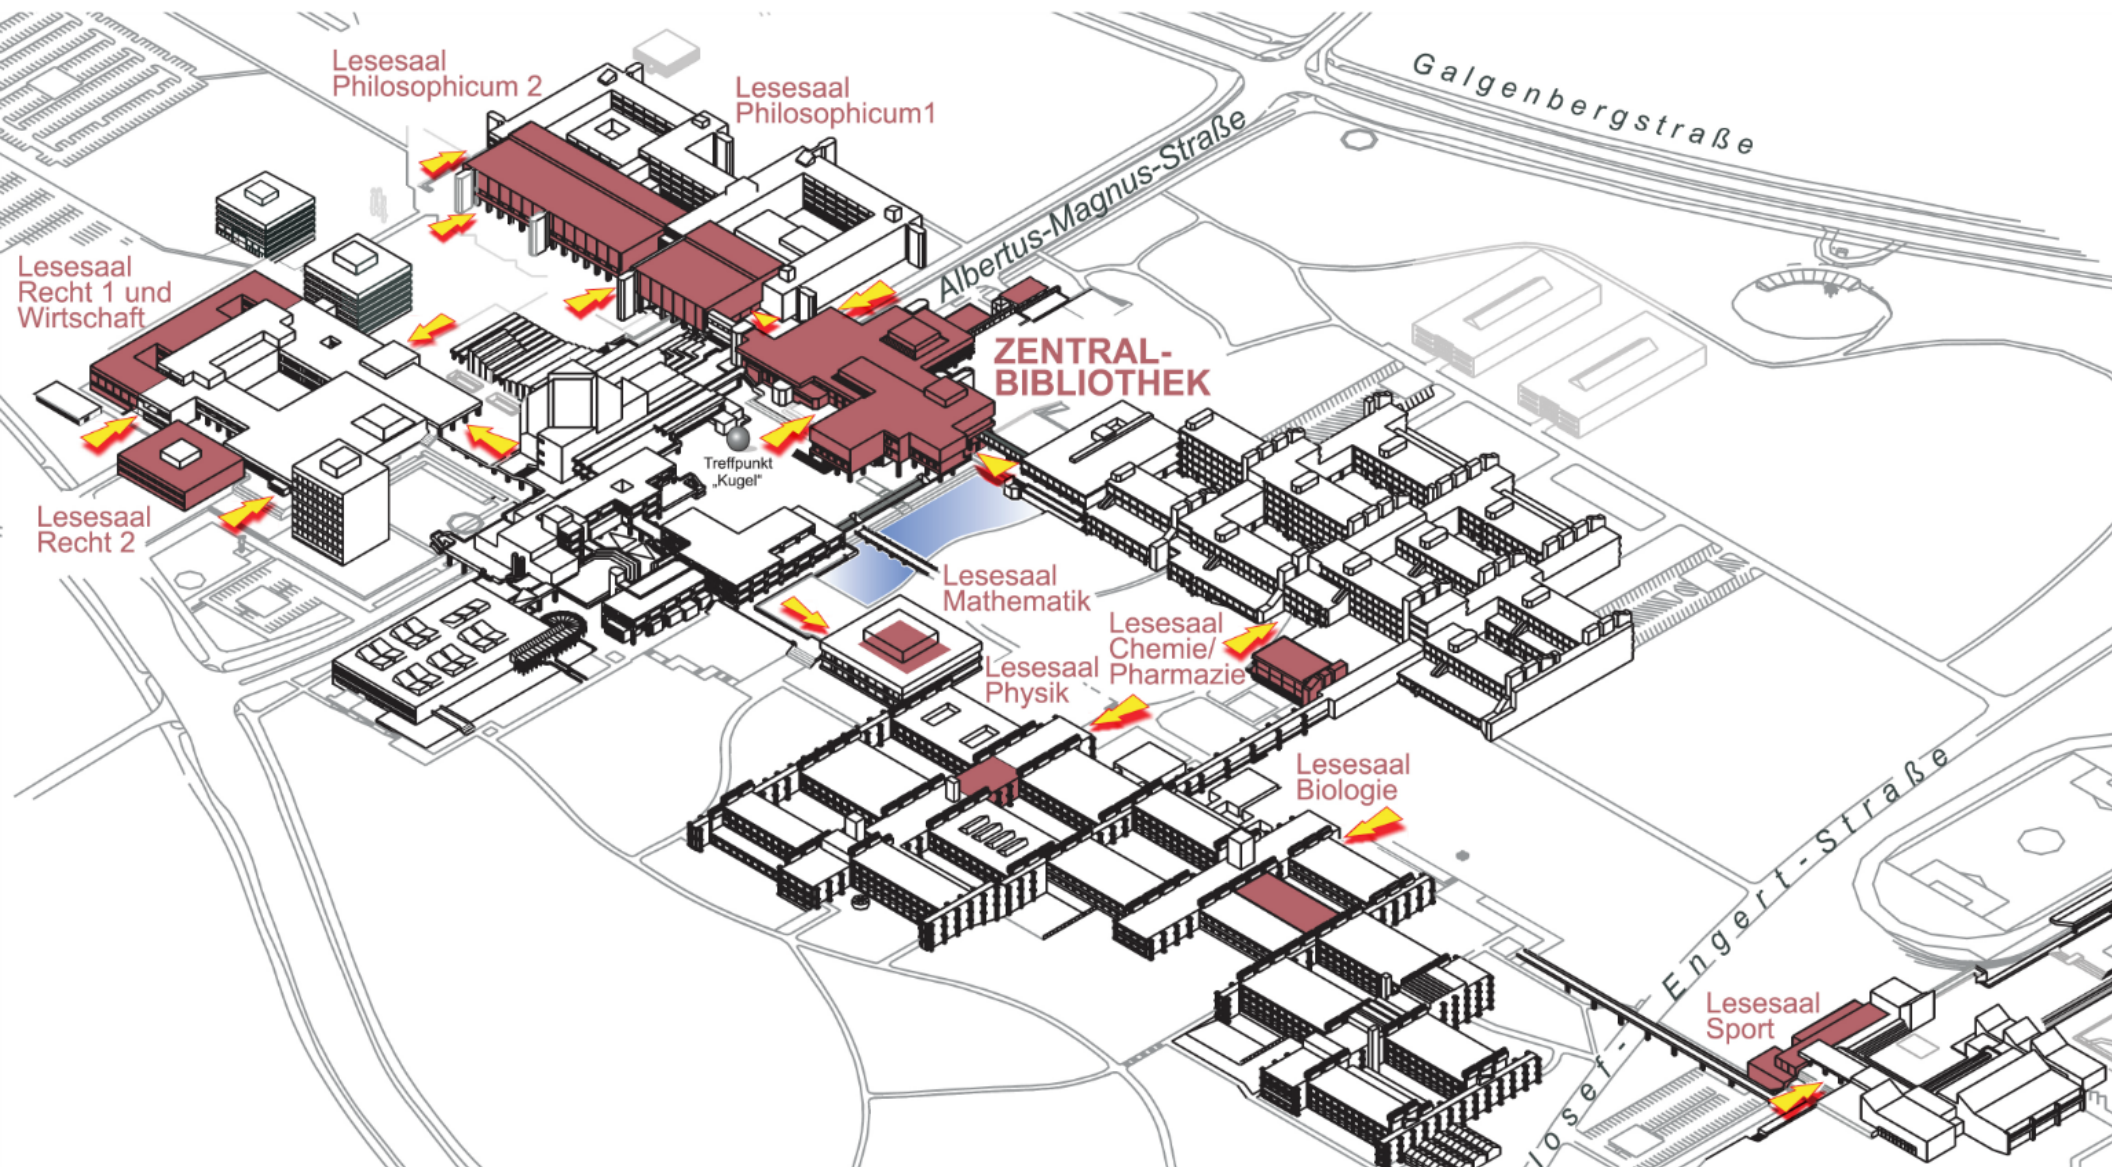 Lesesaal
Philosophicum 2
Lesesaal
Philosophicum1
Galgenbergstraße
Albertus-Magnus-Straße
Lesesaal
Recht 1 und
Wirtschaft
ZENTRAL-
BIBLIOTHEK
Treffpunkt
„Kugel"
Lesesaal
Recht 2
Lesesaal
Mathematik
Lesesaal
Chemie/
Pharmazie
Lesesaal
Physik
Lesesaal
Biologie
Josef-Engert-Straße
Lesesaal
Sport